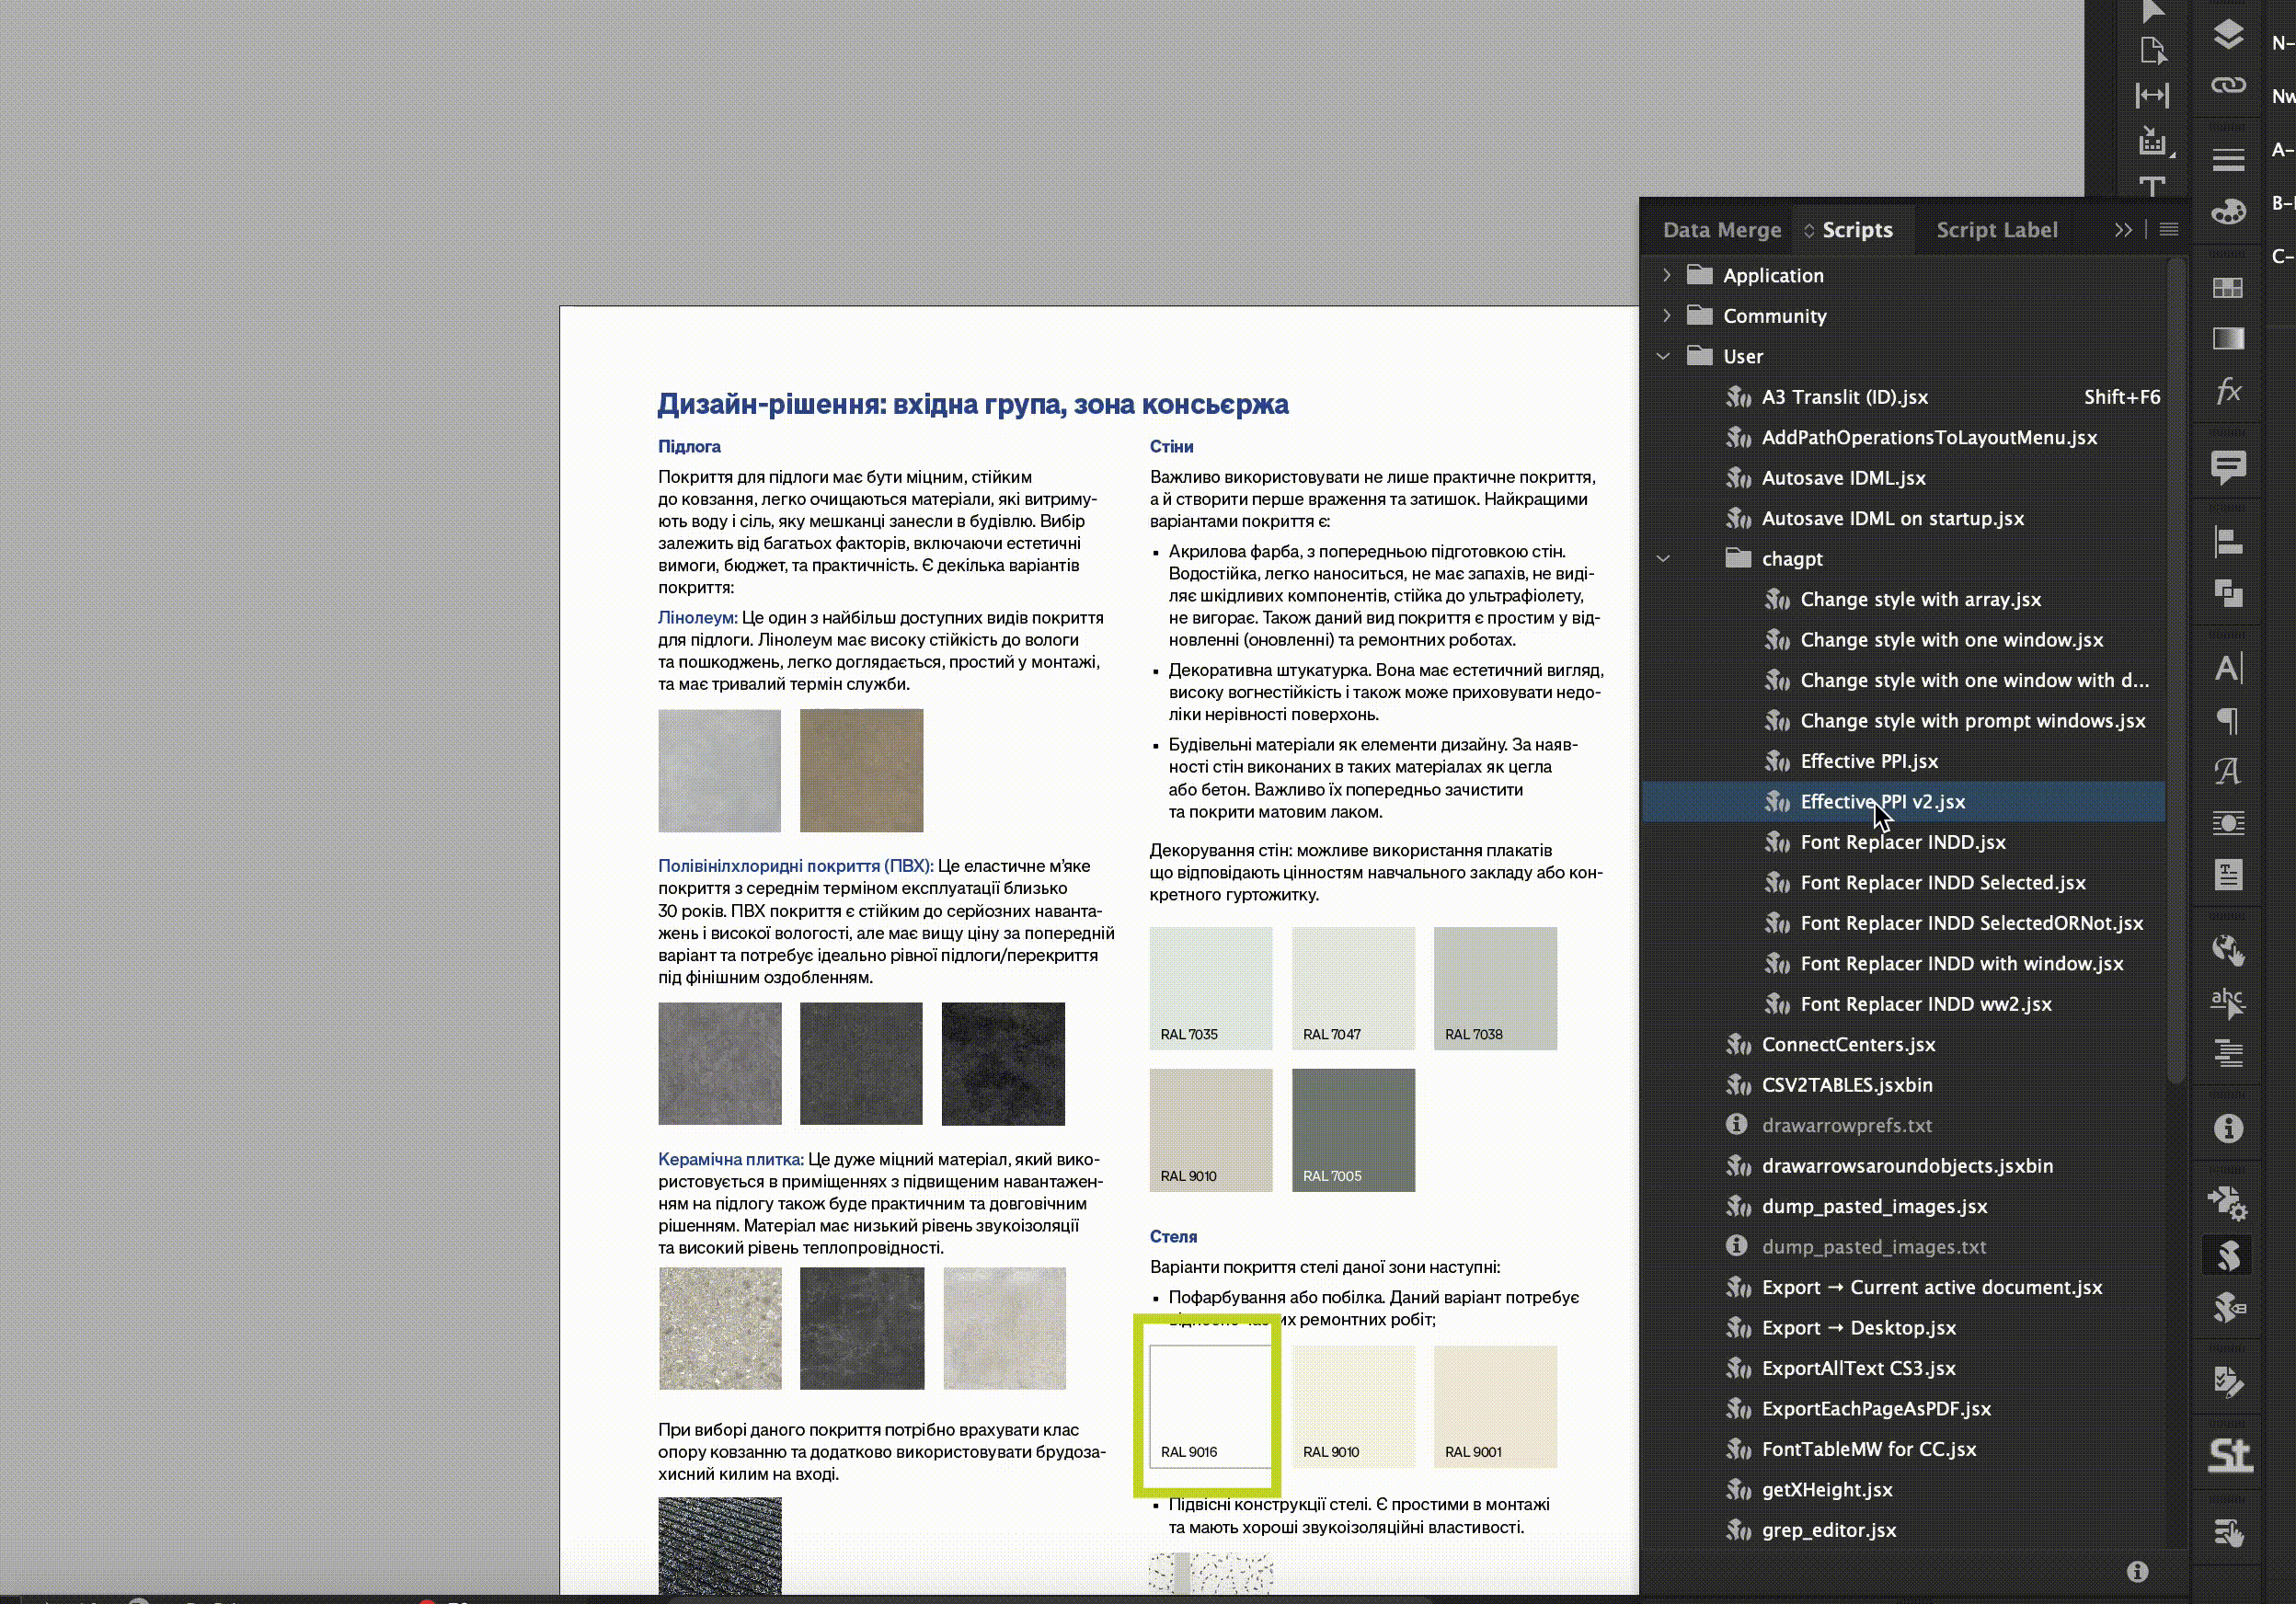 Дизайн-рішення: вхідна група, зона консьєржа
Підлога
Покриття для підлоги має бути міцним, стійким
до ковзання, легко очищаються матеріали, які витриму-
ють воду і сіль, яку мешканці занесли в будівлю. Вибір
залежить від багатьох факторів, включаючи естетичні
вимоги, бюджет, та практичність. Є декілька варіантів
покриття:
Лінолеум: Це один з найбільш доступних видів покриття
для підлоги. Лінолеум має високу стійкість до вологи
та пошкоджень, легко доглядається, простий у монтажі,
та має тривалий термін служби.
Полівінілхлоридні покриття (ПВХ): Це еластичне м’яке
покриття з середнім терміном експлуатації близько
30 років. ПВХ покриття є стійким до серйозних наванта-
жень і високої вологості, але має вищу ціну за попередній
варіант та потребує ідеально рівної підлоги/перекриття
під фінішним оздобленням.
Керамічна плитка: Це дуже міцний матеріал, який вико-
ристовується в приміщеннях з підвищеним навантажен-
ням на підлогу також буде практичним та довговічним
рішенням. Матеріал має низький рівень звукоізоляції
та високий рівень теплопровідності.
При виборі даного покриття потрібно врахувати клас
опору ковзанню та додатково використовувати брудоза-
хисний килим на вході.
Стіни
Важливо використовувати не лише практичне покриття,
а й створити перше враження та затишок. Найкращими
варіантами покриття є:
▪ Акрилова фарба, з попередньою підготовкою стін.
Водостійка, легко наноситься, не має запахів, не виді-
ляє шкідливих компонентів, стійка до ультрафіолету,
не вигорає. Також даний вид покриття є простим у від-
новленні (оновленні) та ремонтних роботах.
▪ Декоративна штукатурка. Вона має естетичний вигляд,
високу вогнестійкість і також може приховувати недо-
ліки нерівності поверхонь.
▪ Будівельні матеріали як елементи дизайну. За наяв-
ності стін виконаних в таких матеріалах як цегла
або бетон. Важливо їх попередньо зачистити
та покрити матовим лаком.
Декорування стін: можливе використання плакатів
що відповідають цінностям навчального закладу або кон-
кретного гуртожитку.
RAL 7035
RAL 7047
RAL 7038
RAL 9010
RAL 7005
Стеля
Варіанти покриття стелі даної зони наступні:
▪ Пофарбування або побілка. Даний варіант потребує
ремонтних робіт;
RAL 9016
RAL 9010
RAL 9001
▪ Підвісні конструкції стелі. Є простими в монтажі
та мають хороші звукоізоляційні властивості.
Data Merge
Scripts
Script Label
Application
Community
User
A3 Translit (ID).jsx Shift+F6
AddPathOperationsToLayoutMenu.jsx
Autosave IDML.jsx
Autosave IDML on startup.jsx
chagpt
Change style with array.jsx
Change style with one window.jsx
Change style with one window with d...
Change style with prompt windows.jsx
Effective PPI.jsx
Effective PPI v2.jsx
Font Replacer INDD.jsx
Font Replacer INDD Selected.jsx
Font Replacer INDD SelectedORNot.jsx
Font Replacer INDD with window.jsx
Font Replacer INDD ww2.jsx
ConnectCenters.jsx
CSV2TABLES.jsxbin
drawarrowprefs.txt
drawarrowsaroundobjects.jsxbin
dump_pasted_images.jsx
dump_pasted_images.txt
Export → Current active document.jsx
Export → Desktop.jsx
ExportAllText CS3.jsx
ExportEachPageAsPDF.jsx
FontTableMW for CC.jsx
getXHeight.jsx
grep_editor.jsx